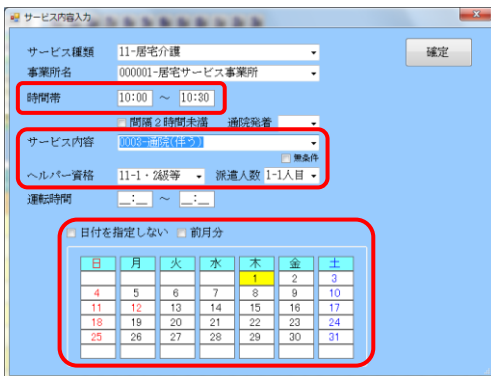 サービス内容入力
サービス種類 11-居宅介護 確定
事業所名 000001-居宅サービス事業所
時間帯 10:00 ～ 10:30
間隔２時間未満 通院発着
サービス内容 0003-通院(伴う)
無条件
ヘルパー資格 11-1・2級等 派遣人数 1-1人目
運転時間 __:__ ～ __:__
日付を指定しない 前月分
日 月 火 水 木 金 土
1 2 3
4 5 6 7 8 9 10
11 12 13 14 15 16 17
18 19 20 21 22 23 24
25 26 27 28 29 30 31